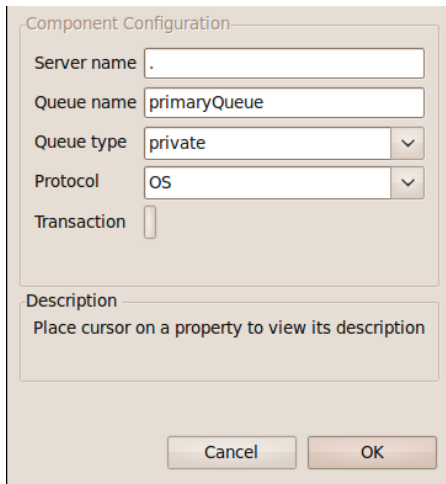 Component Configuration
Server name .
Queue name primaryQueue
Queue type private
Protocol OS
Transaction
Description
Place cursor on a property to view its description
Cancel OK